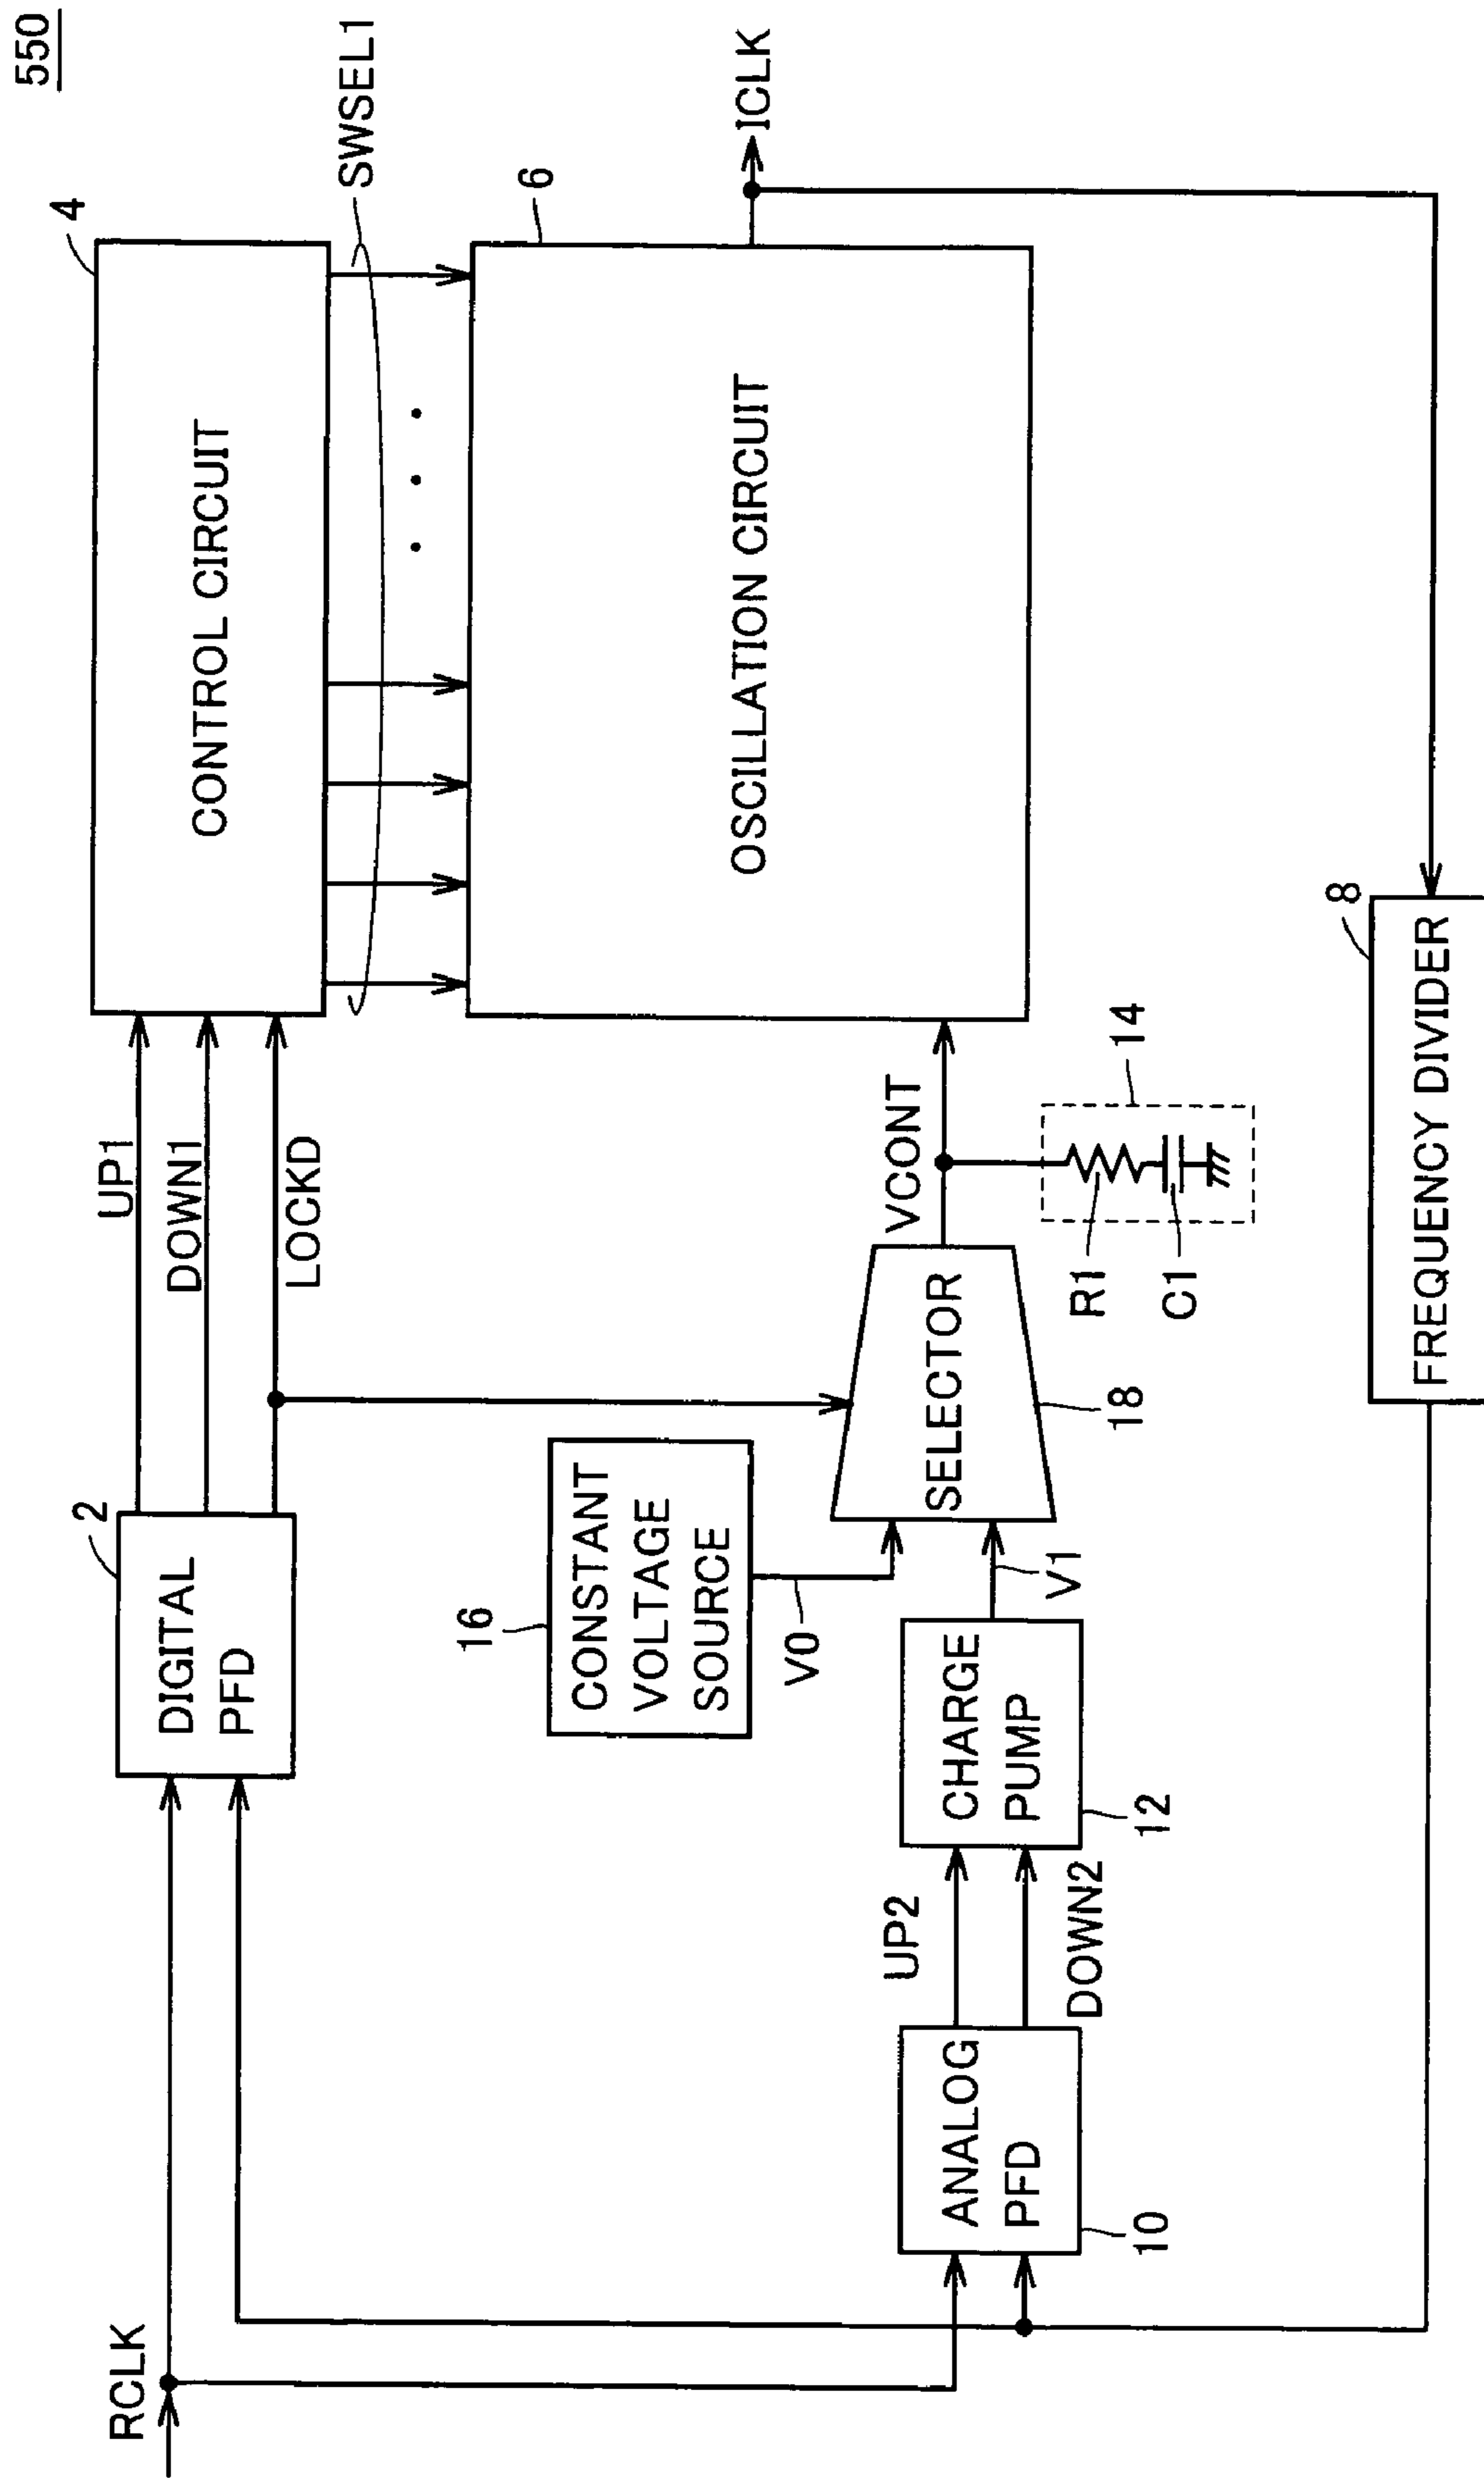 550
RCLK
2
DIGITAL
PFD
UP1
DOWN1
LOCKD
4
CONTROL CIRCUIT
SWSEL1
16
CONSTANT
VOLTAGE
SOURCE
V0
6
OSCILLATION CIRCUIT
ICLK
ANALOG
PFD
10
UP2
DOWN2
CHARGE
PUMP
12
V1
SELECTOR
18
VCONT
14
R1
C1
8
FREQUENCY DIVIDER